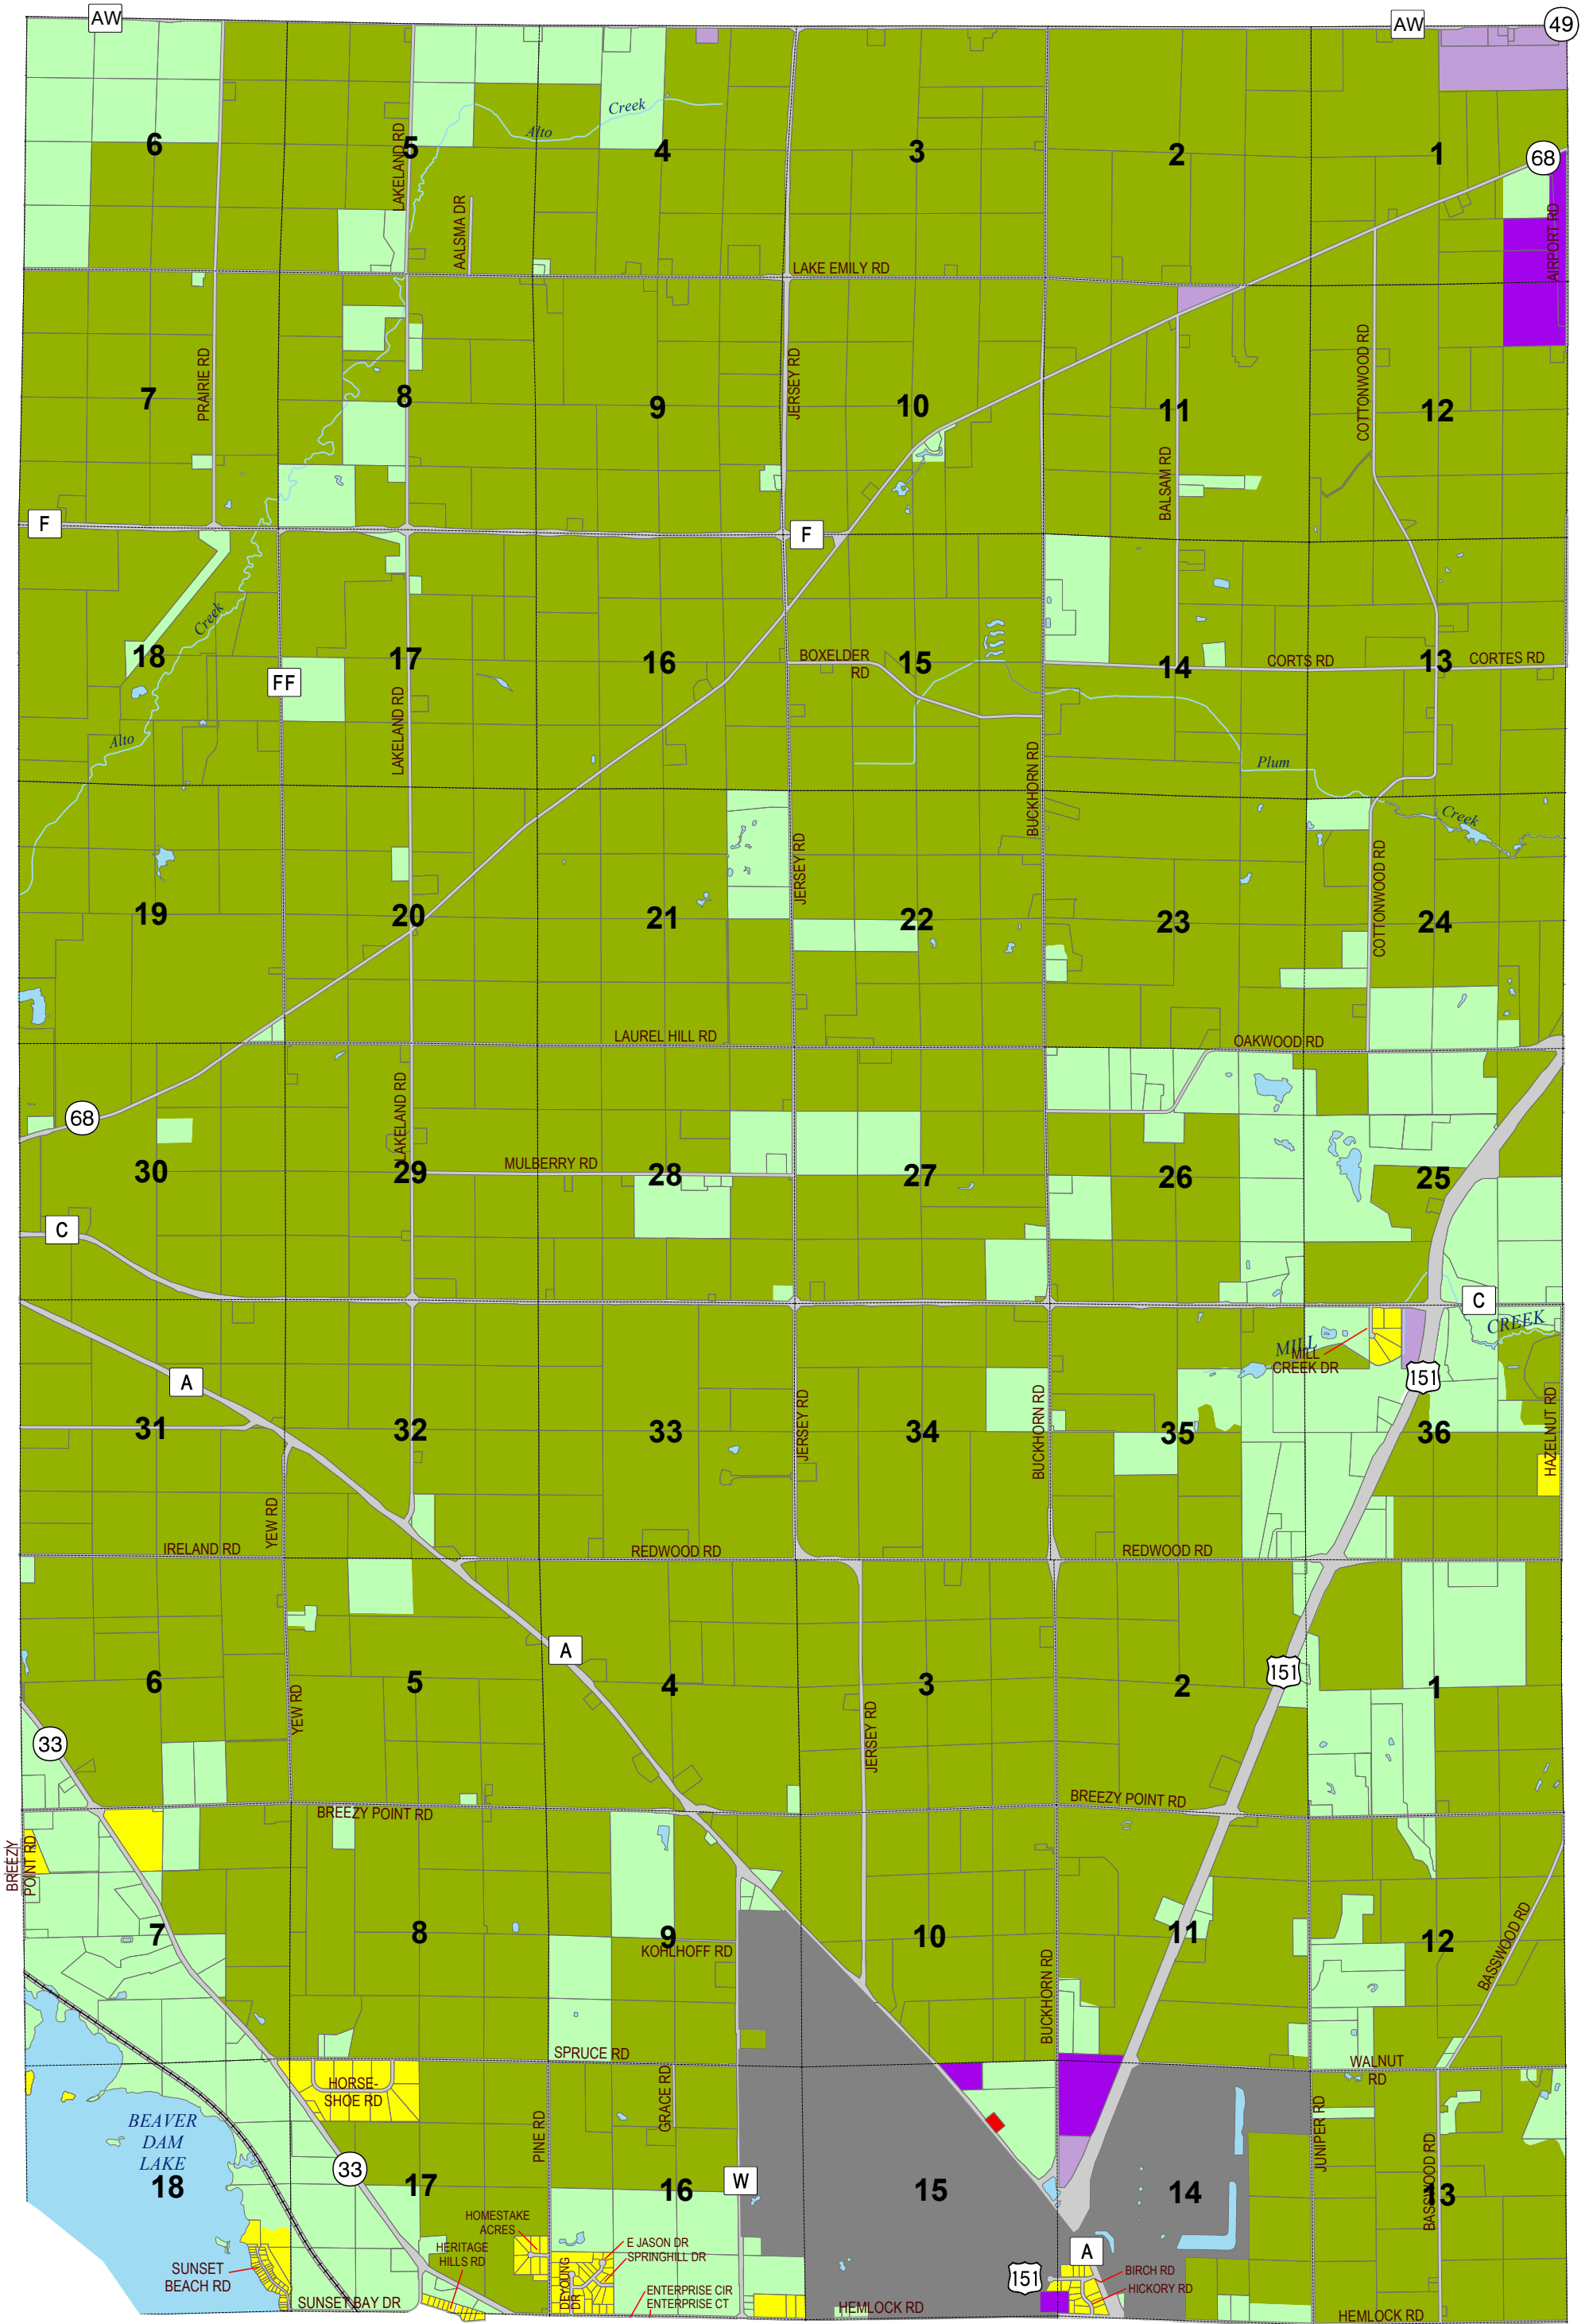 AW
AW
49
Creek
Alto
LAKELAND RD
6
5
4
3
2
1
68
AALSMA DR
AIRPORT RD
LAKE EMILY RD
PRAIRIE RD
JERSEY RD
COTTONWOOD RD
7
8
9
10
11
12
BALSAM RD
F
F
Creek
18
17
16
BOXELDER
RD
15
14
CORTS RD
13
CORTES RD
FF
LAKELAND RD
Alto
Plum
BUCKHORN RD
Creek
JERSEY RD
COTTONWOOD RD
19
20
21
22
23
24
LAUREL HILL RD
OAKWOOD RD
68
LAKELAND RD
30
29
MULBERRY RD
28
27
26
25
C
C
CREEK
MILL
MILL
CREEK DR
A
151
31
32
33
JERSEY RD
34
BUCKHORN RD
35
36
HAZELNUT RD
YEW RD
IRELAND RD
REDWOOD RD
REDWOOD RD
A
151
6
YEW RD
5
4
3
2
1
33
JERSEY RD
BREEZY POINT RD
BREEZY POINT RD
BREEZY
POINT RD
7
8
9
KOHLHOFF RD
10
BUCKHORN RD
11
12
BASSWOOD RD
SPRUCE RD
WALNUT
RD
HORSE-
SHOE RD
GRACE RD
BEAVER
DAM
LAKE
PINE RD
JUNIPER RD
BASSWOOD RD
18
33
17
16
W
15
14
13
HOMESTAKE
ACRES
HERITAGE
HILLS RD
E JASON DR
SPRINGHILL DR
DEYOUNG
DR
SUNSET
BEACH RD
A
151
BIRCH RD
HICKORY RD
ENTERPRISE CIR
ENTERPRISE CT
SUNSET BAY DR
HEMLOCK RD
HEMLOCK RD